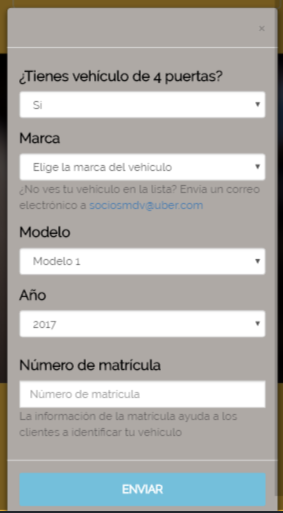 ×
¿Tienes vehículo de 4 puertas?
Si
Marca
Elige la marca del vehículo
¿No ves tu vehículo en la lista? Envía un correo
electrónico a sociosmdv@uber.com
Modelo
Modelo 1
Año
2017
Número de matrícula
Número de matrícula
La información de la matrícula ayuda a los
clientes a identificar tu vehículo
ENVIAR